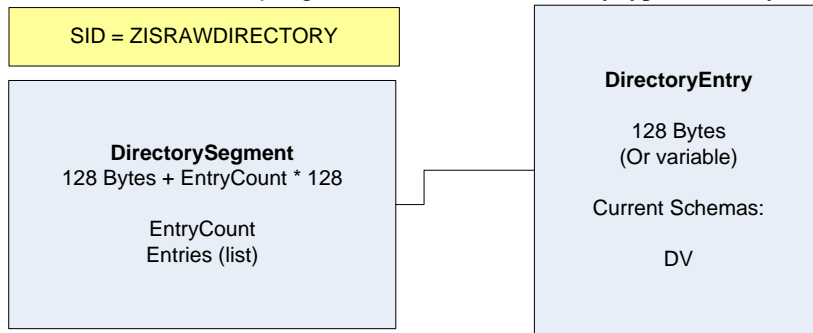 SID = ZISRAWDIRECTORY
DirectorySegment
128 Bytes + EntryCount * 128
EntryCount
Entries (list)
DirectoryEntry
128 Bytes
(Or variable)
Current Schemas:
DV